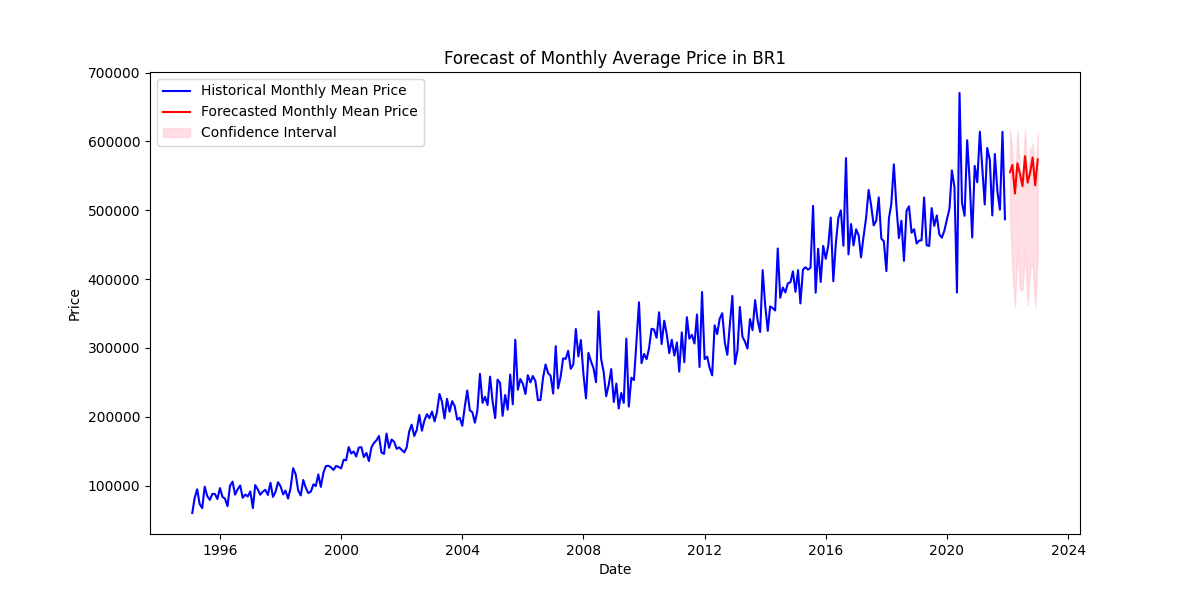 Forecast of Monthly Average Price in BR1
Historical Monthly Mean Price
Forecasted Monthly Mean Price
Confidence Interval
700000
600000
500000
400000
300000
200000
100000
Price
1996 2000 2004 2008 2012 2016 2020 2024
Date